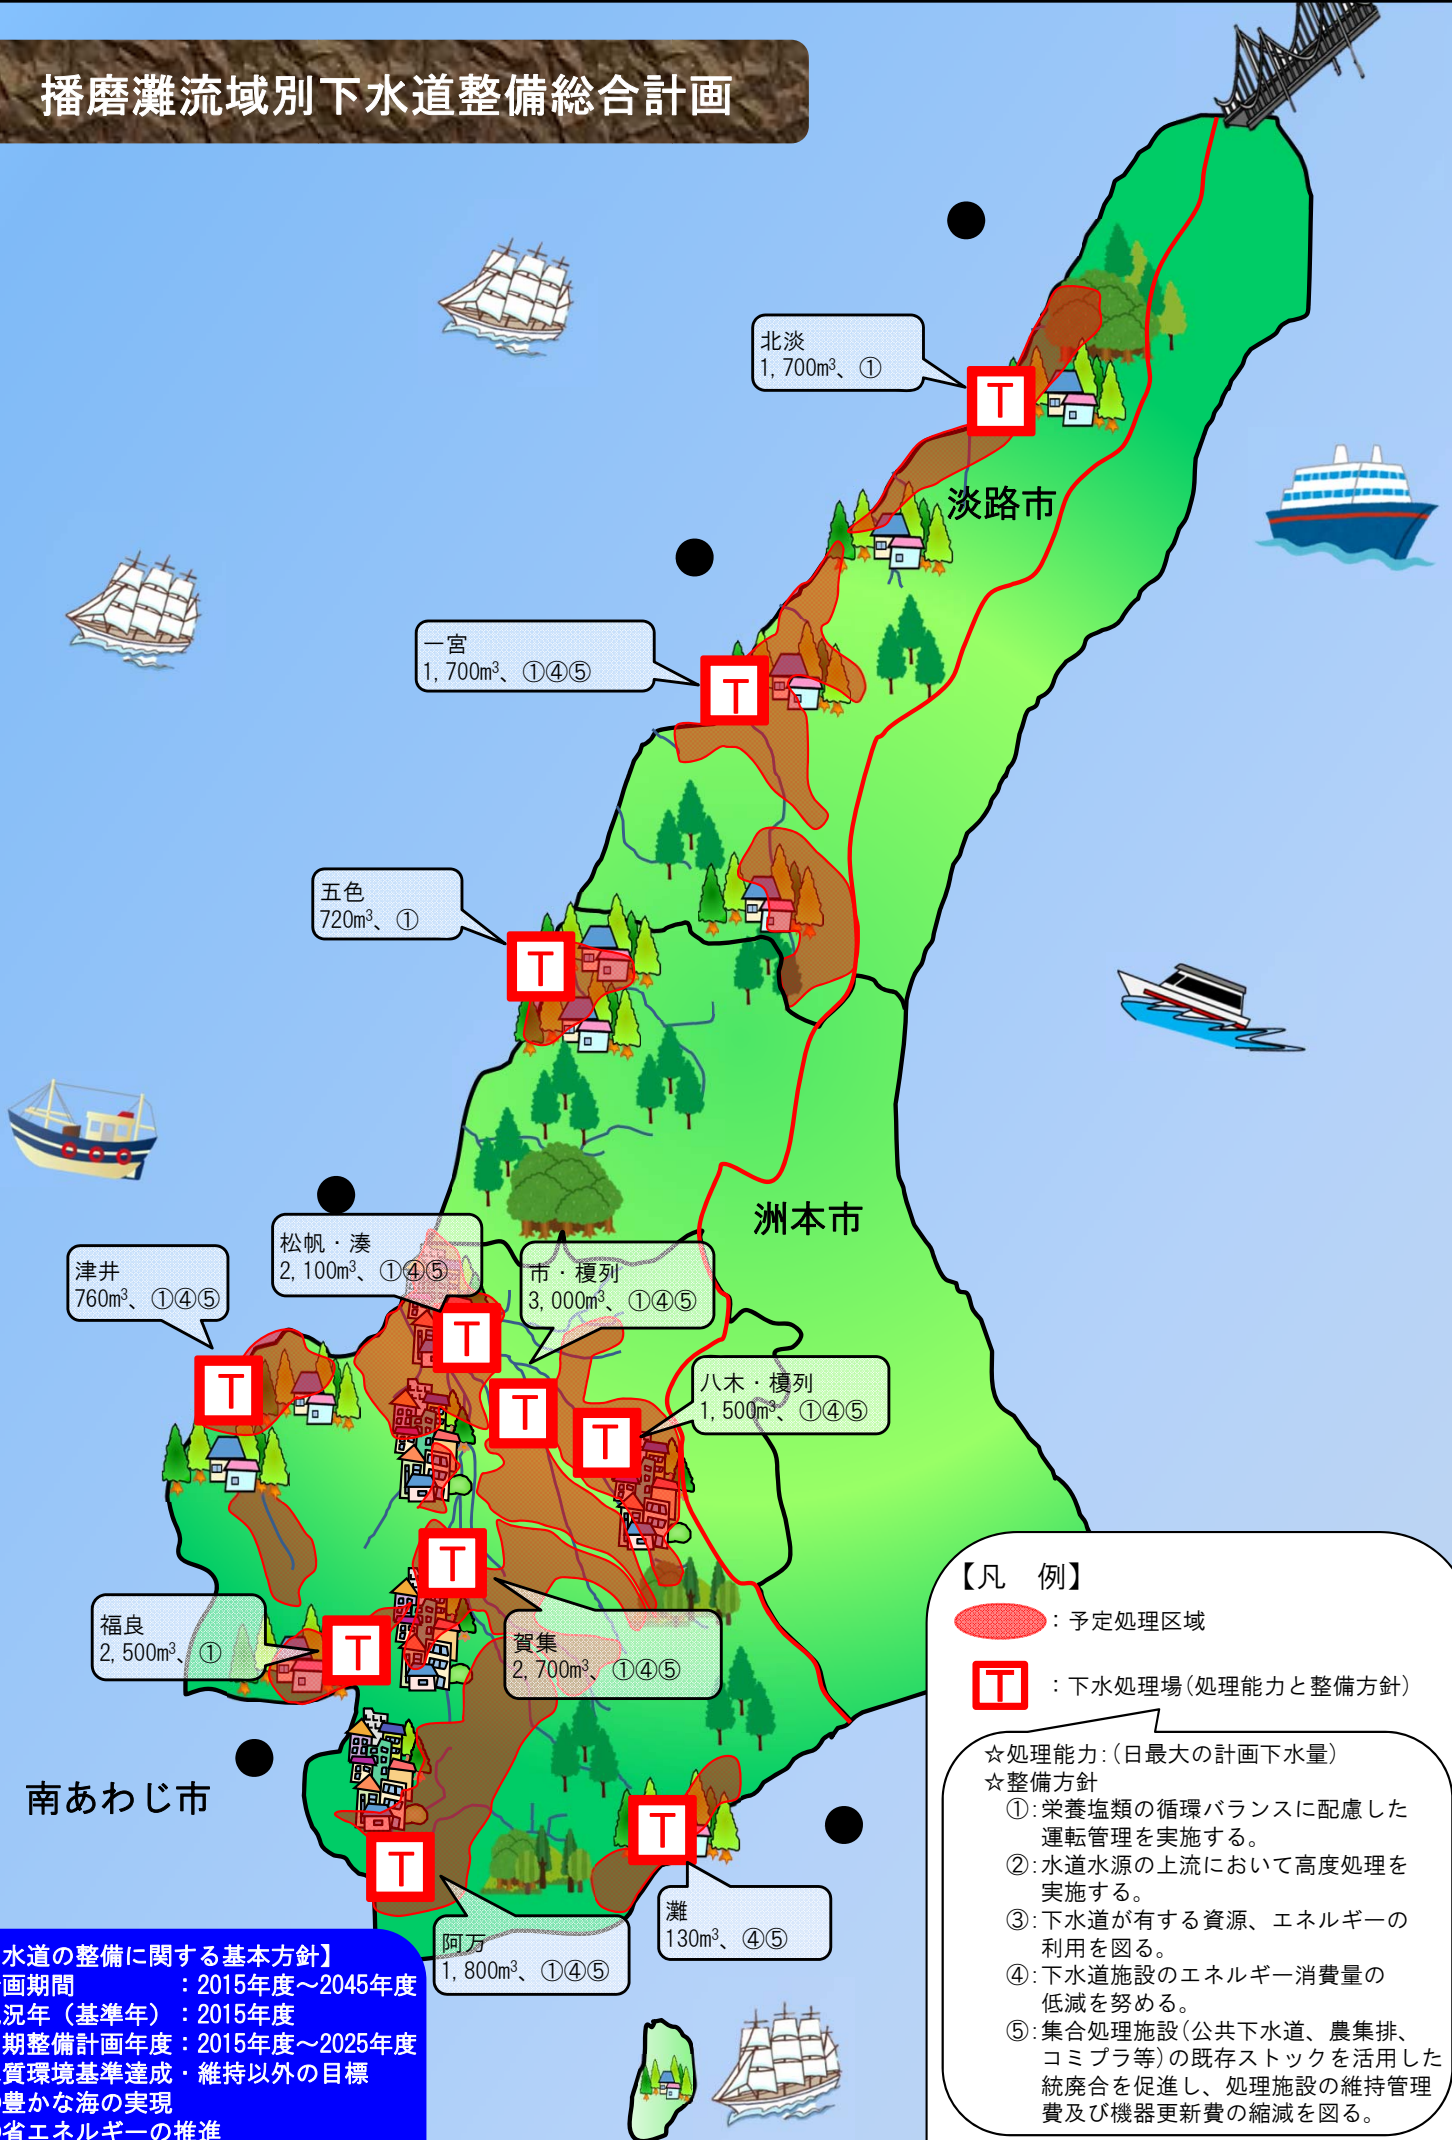 播磨灘流域別下水道整備総合計画
北淡
1,700m³、①
淡路市
一宮
1,700m³、①④⑤
五色
720m³、①
洲本市
松帆・湊
2,100m³、①④⑤
市・榎列
3,000m³、①④⑤
津井
760m³、①④⑤
八木・榎列
1,500m³、①④⑤
福良
2,500m³、①
賀集
2,700m³、①④⑤
南あわじ市
灘
130m³、④⑤
阿万
1,800m³、①④⑤
T
T
T
T
T
T
T
T
T
T
T
【凡　例】
：予定処理区域
T：下水処理場(処理能力と整備方針)
☆処理能力:(日最大の計画下水量)
☆整備方針
①:栄養塩類の循環バランスに配慮した
運転管理を実施する。
②:水道水源の上流において高度処理を
実施する。
③:下水道が有する資源、エネルギーの
利用を図る。
④:下水道施設のエネルギー消費量の
低減を努める。
⑤:集合処理施設(公共下水道、農集排、
コミプラ等)の既存ストックを活用した
統廃合を促進し、処理施設の維持管理
費及び機器更新費の縮減を図る。
水道の整備に関する基本方針】
画期間　　　　：2015年度～2045年度
況年（基準年）：2015年度
期整備計画年度：2015年度～2025年度
質環境基準達成・維持以外の目標
豊かな海の実現
省エネルギーの推進